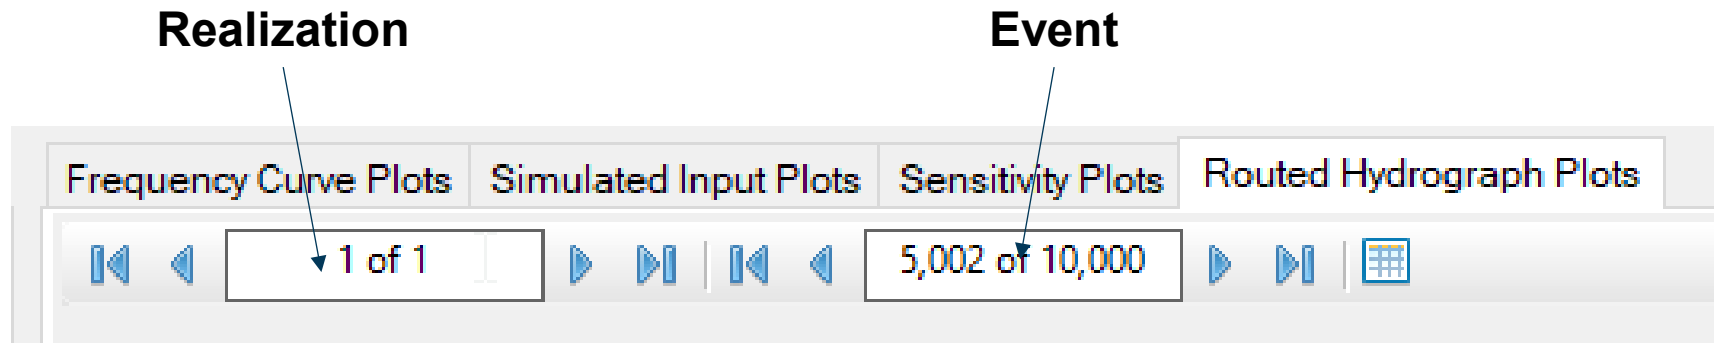 Realization Event
Frequency Curve Plots Simulated Input Plots Sensitivity Plots Routed Hydrograph Plots
1 of 1 5,002 of 10,000